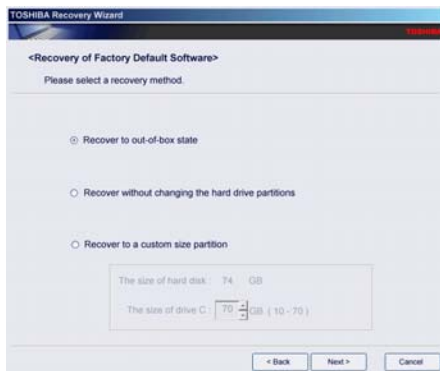 TOSHIBA Recovery Wizard
TOSHIBA
<Recovery of Factory Default Software>
Please select a recovery method.
Recover to out-of-box state
Recover without changing the hard drive partitions
Recover to a custom size partition
The size of hard disk : 74 GB
The size of drive C : 70 GB ( 10 - 70 )
< Back Next > Cancel